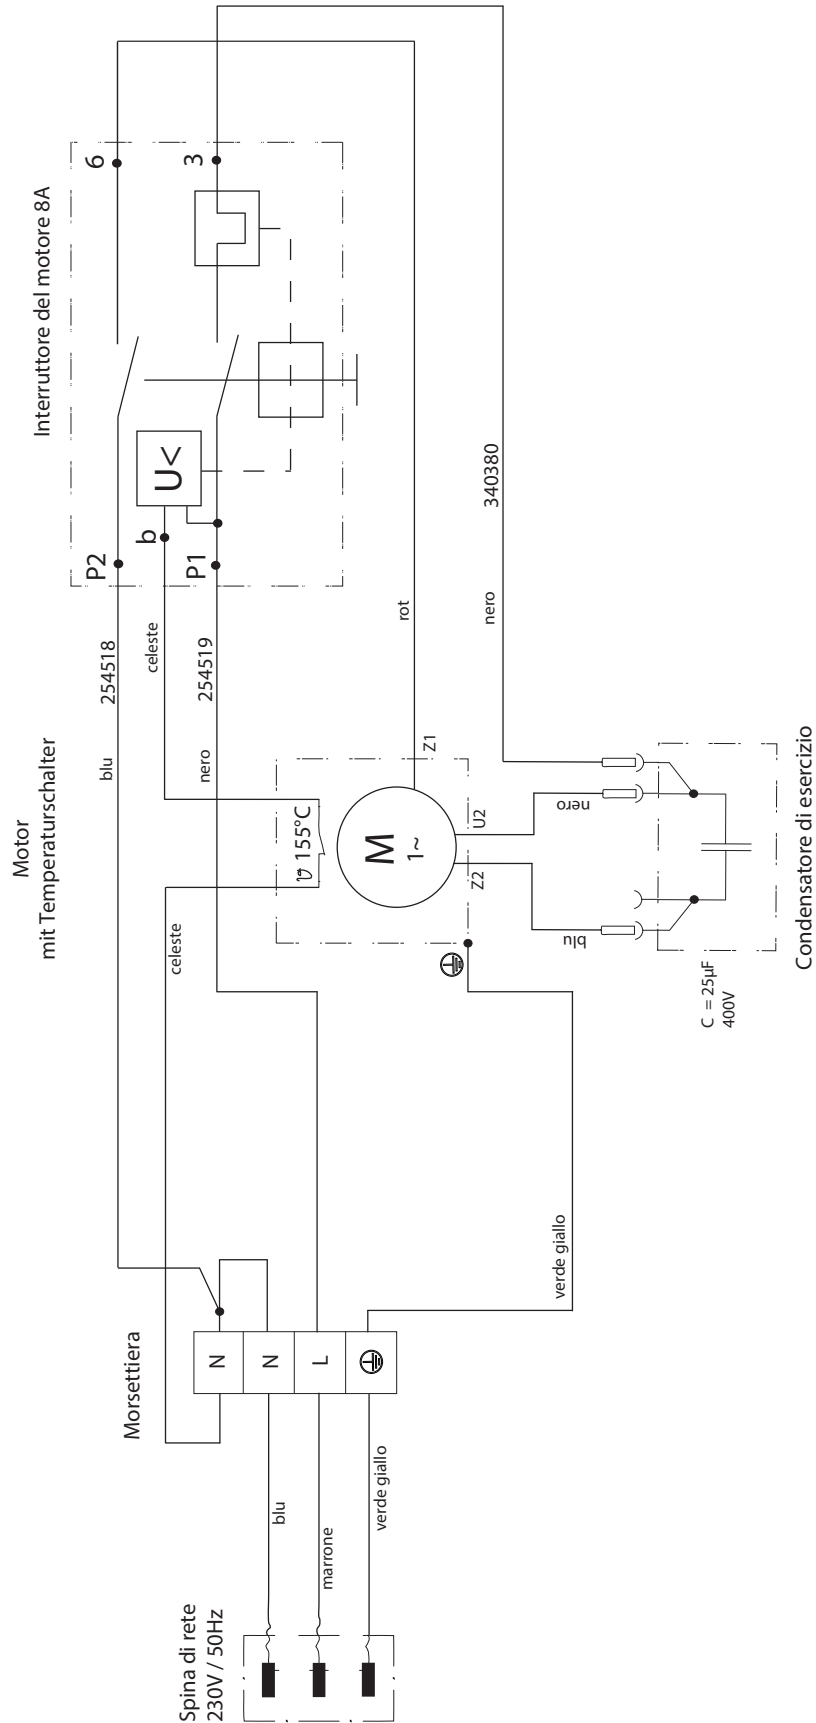 Spina di rete
230V / 50Hz
blu
marrone
verde giallo
Morsettiera
N
N
L
verde giallo
Motor
mit Temperaturschalter
blu
254518
celeste
celeste
nero
254519
ϑ 155°C
M
1~
Z1
U2
Z2
rot
nero
340380
nero
blu
C = 25µF
400V
Condensatore di esercizio
Interruttore del motore 8A
P2
b
P1
U<
6
3